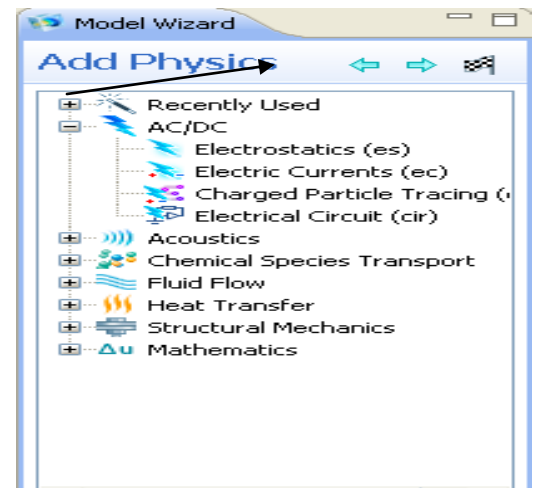 Model Wizard
Add Physics
Recently Used
AC/DC
Electrostatics (es)
Electric Currents (ec)
Charged Particle Tracing (
Electrical Circuit (cir)
Acoustics
Chemical Species Transport
Fluid Flow
Heat Transfer
Structural Mechanics
Δu Mathematics